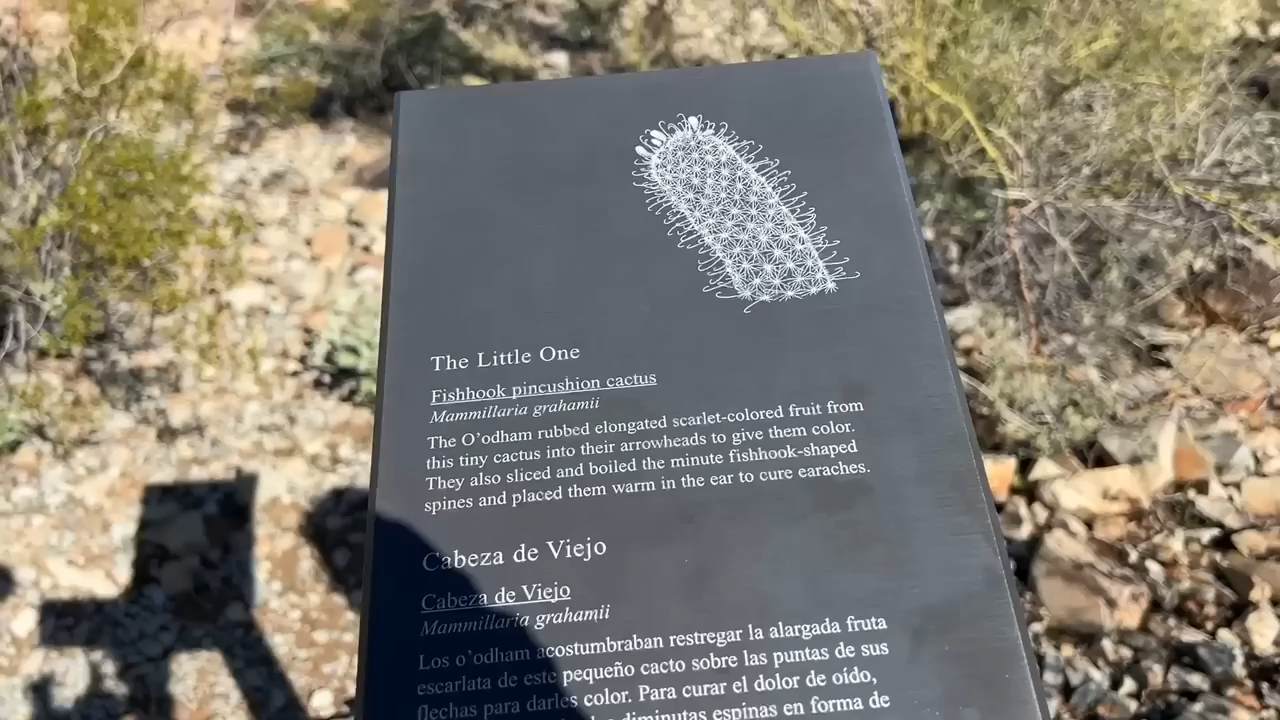 The Little One
Fishhook pincushion cactus
Mammillaria grahamii
The O'odham rubbed elongated scarlet-colored fruit from
this tiny cactus into their arrowheads to give them color.
They also sliced and boiled the minute fishhook-shaped
spines and placed them warm in the ear to cure earaches.
Cabeza de Viejo
Cabeza de Viejo
Mammillaria grahamii
Los o'odham acostumbraban restregar la alargada fruta
escarlata de este pequeño cacto sobre las puntas de sus
flechas para darles color. Para curar el dolor de oído,
diminutas espinas en forma de